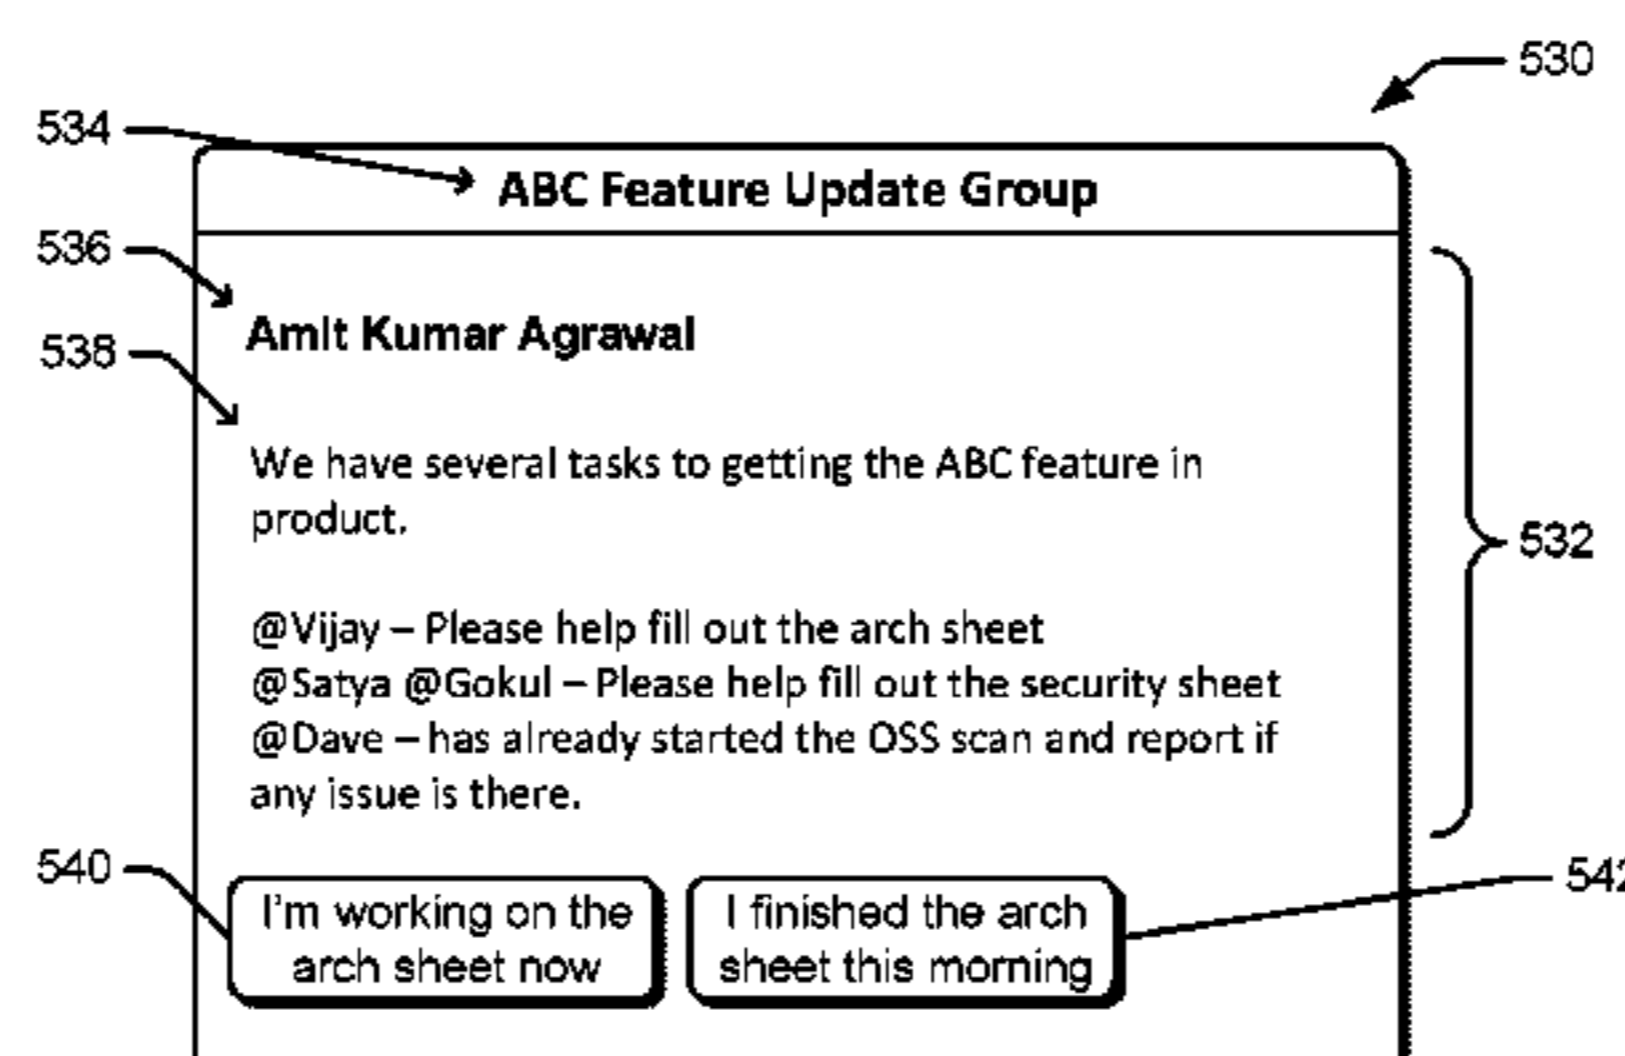 530
534
ABC Feature Update Group
536
Amit Kumar Agrawal
538
We have several tasks to getting the ABC feature in
product.
532
@Vijay – Please help fill out the arch sheet
@Satya @Gokul – Please help fill out the security sheet
@Dave – has already started the OSS scan and report if
any issue is there.
540
542
I'm working on the
arch sheet now
I finished the arch
sheet this morning